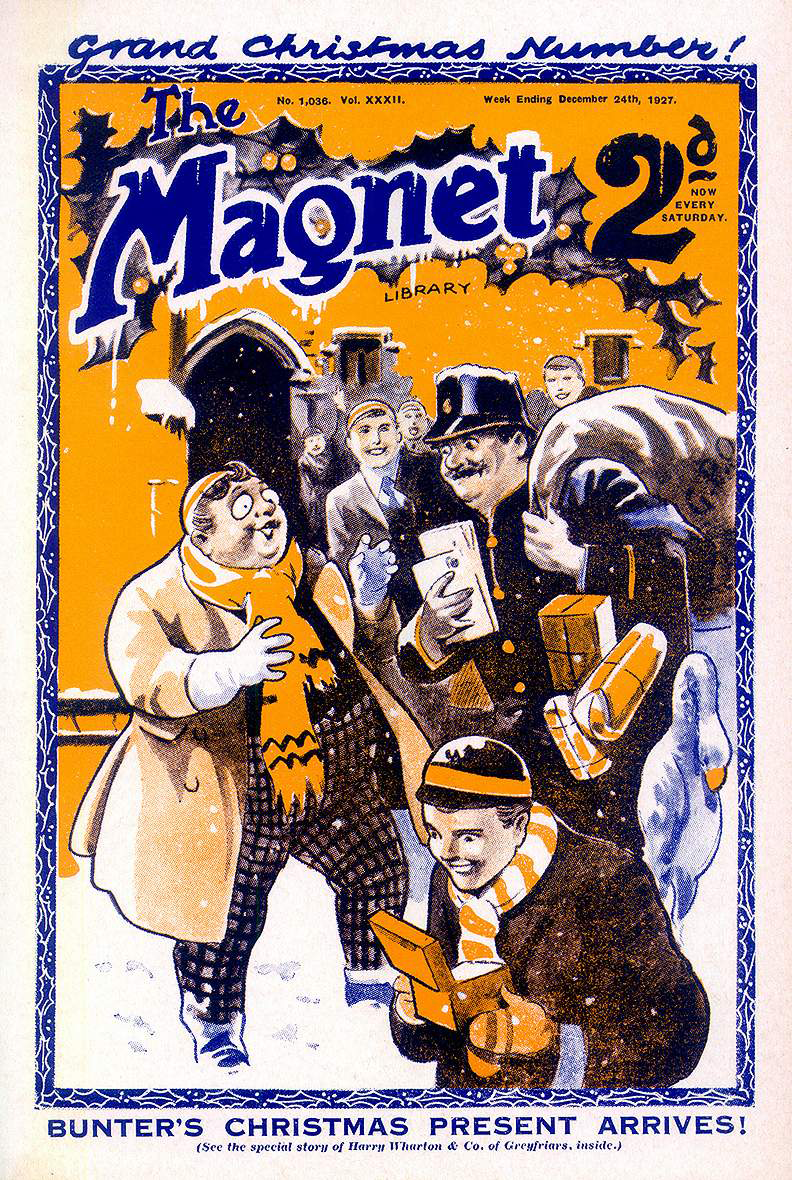 Grand Christmas Number!
No. 1,036. Vol. XXXII.
Week Ending December 24th, 1927.
The
Magnet
LIBRARY
2d
NOW
EVERY
SATURDAY.
BUNTER'S CHRISTMAS PRESENT ARRIVES!
(See the special story of Harry Wharton & Co. of Greyfriars, inside.)